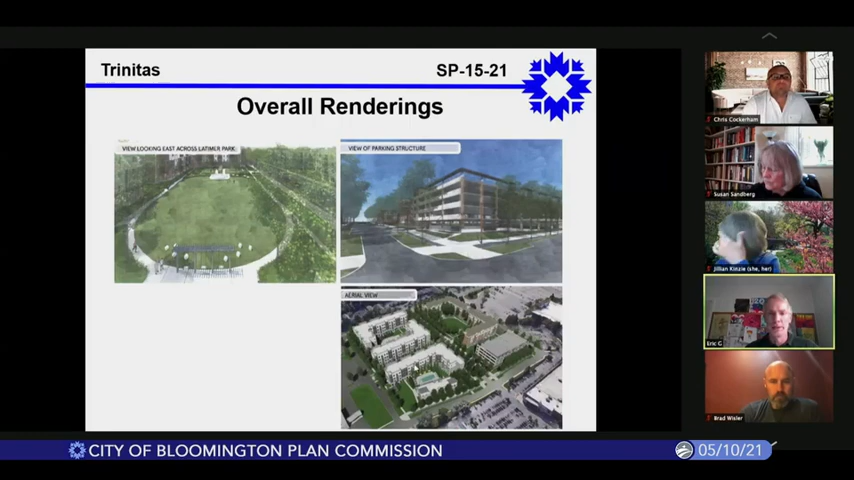 Trinitas
SP-15-21
Overall Renderings
VIEW LOOKING EAST ACROSS LATIMER PARK
VIEW OF PARKING STRUCTURE
AERIAL VIEW
Chris Cockerham
Susan Sandberg
Jillian Kinzie (she, her)
Eric G
Brad Wisler
CITY OF BLOOMINGTON PLAN COMMISSION
05/10/21